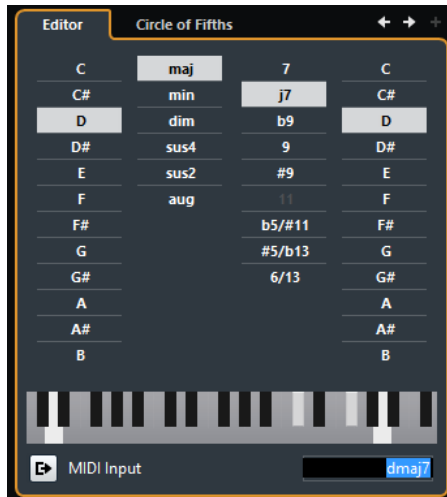 Editor Circle of Fifths
C maj 7 C
C# min j7 C#
D dim b9 D
D# sus4 9 D#
E sus2 #9 E
F aug 11 F
F# b5/#11 F#
G #5/b13 G
G# 6/13 G#
A A
A# A#
B B
MIDI Input dmaj7